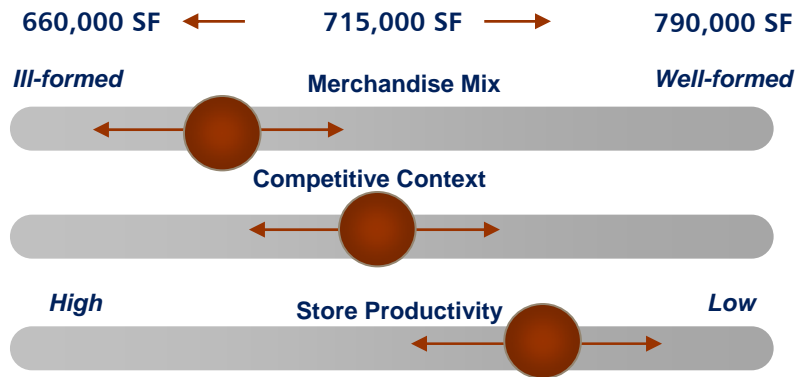 660,000 SF 715,000 SF 790,000 SF
Ill-formed Merchandise Mix Well-formed
Competitive Context
High Store Productivity Low